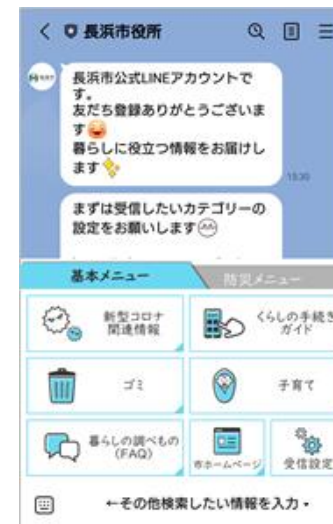 長浜市役所
長浜市公式LINEアカウントで
す。
友だち登録ありがとうございま
す
暮らしに役立つ情報をお届けし
ます
15:30
まずは受信したいカテゴリーの
設定をお願いします
基本メニュー
防災メニュー
新型コロナ
関連情報
くらしの手続き
ガイド
ゴミ
子育て
暮らしの調べもの
(FAQ)
市ホームページ
受信設定
←その他検索したい情報を入力・